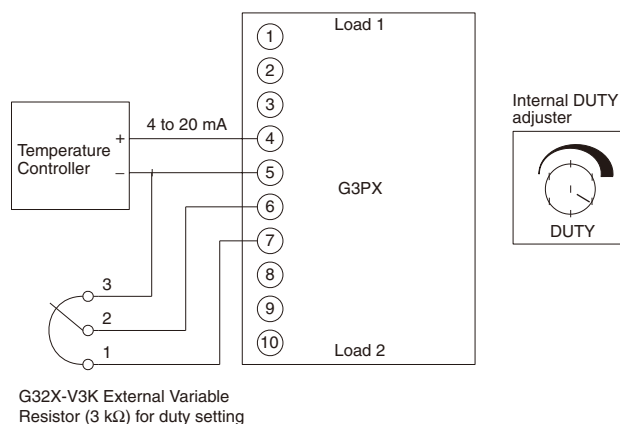 Load 1
1
2
3
4 to 20 mA
+
4
Temperature
Controller
−
5
G3PX
6
7
8
9
10
Load 2
3
2
1
G32X-V3K External Variable
Resistor (3 kΩ) for duty setting
Internal DUTY
adjuster
DUTY